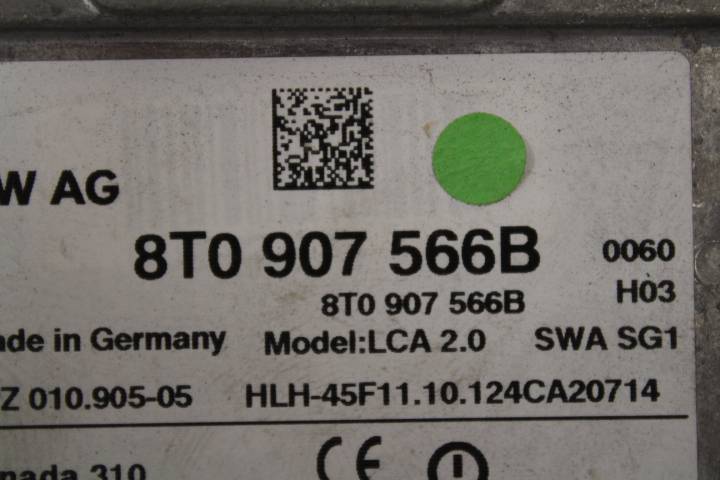 W AG
8T0 907 566B 0060
8T0 907 566B H03
ade in Germany Model:LCA 2.0 SWA SG1
Z 010.905-05 HLH-45F11.10.124CA20714
nada 310 CE